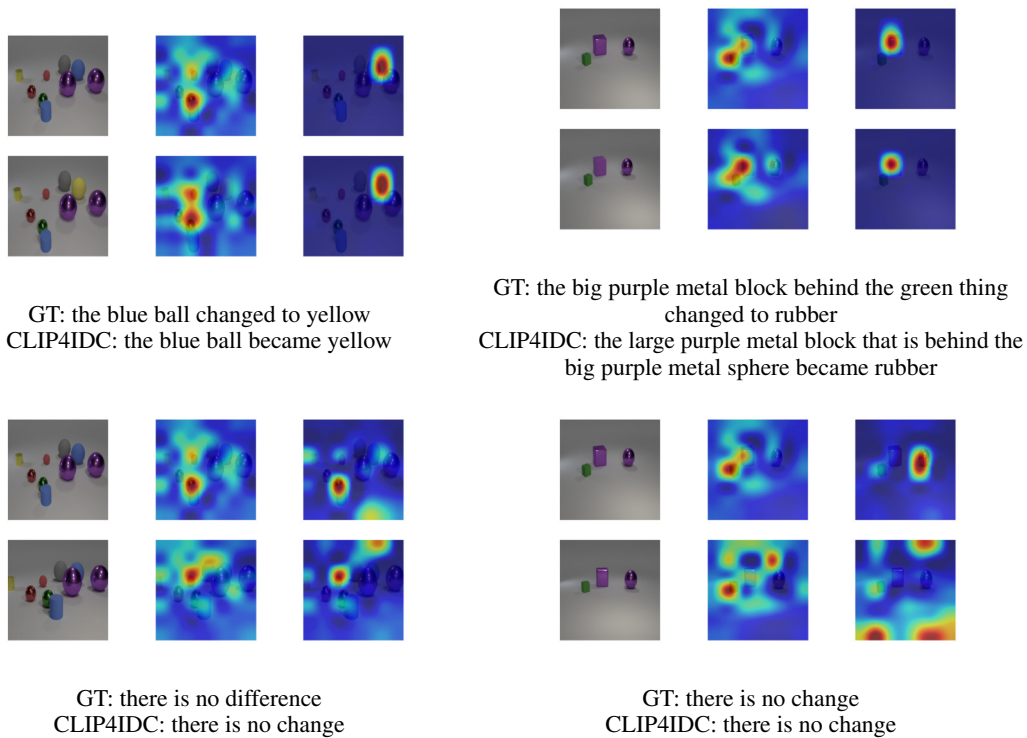 GT: the blue ball changed to yellow
CLIP4IDC: the blue ball became yellow
GT: the big purple metal block behind the green thing
changed to rubber
CLIP4IDC: the large purple metal block that is behind the
big purple metal sphere became rubber
GT: there is no difference
CLIP4IDC: there is no change
GT: there is no change
CLIP4IDC: there is no change